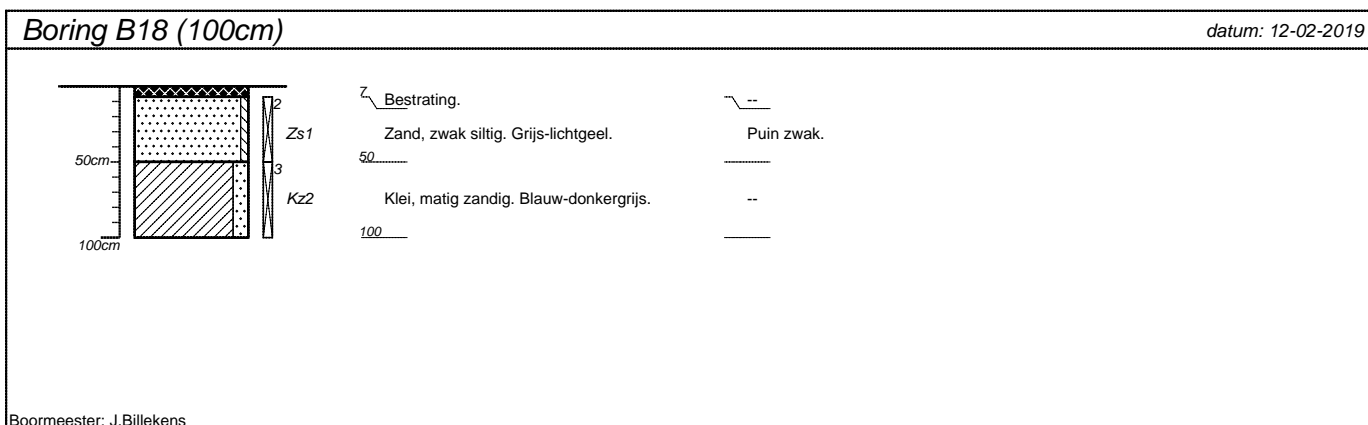 Boring B18 (100cm) datum: 12-02-2019
7 Bestrating. --
2
Zs1 Zand, zwak siltig. Grijs-lichtgeel. Puin zwak.
50cm 50
3
Kz2 Klei, matig zandig. Blauw-donkergrijs. --
100cm 100
Boormeester: J.Billekens